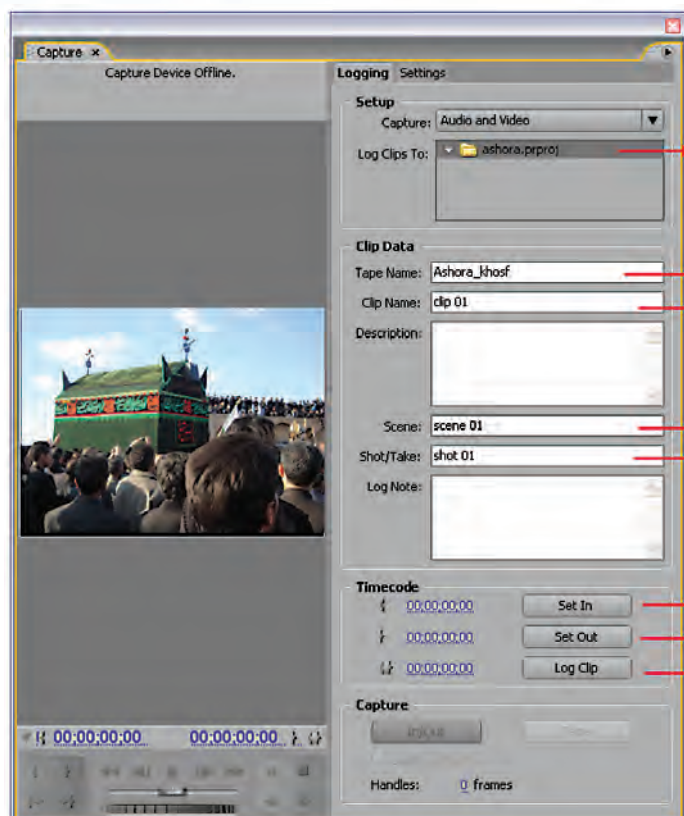 Capture ×
Capture Device Offline.
Logging Settings
Setup
Capture: Audio and Video
Log Clips To: ashora.prproj
Clip Data
Tape Name: Ashora_khosf
Clip Name: clip 01
Description:
Scene: scene 01
Shot/Take: shot 01
Log Note:
Timecode
00;00;00;00 Set In
00;00;00;00 Set Out
00;00;00;00 Log Clip
Capture
00;00;00;00 00;00;00;00
Handles: 0 frames